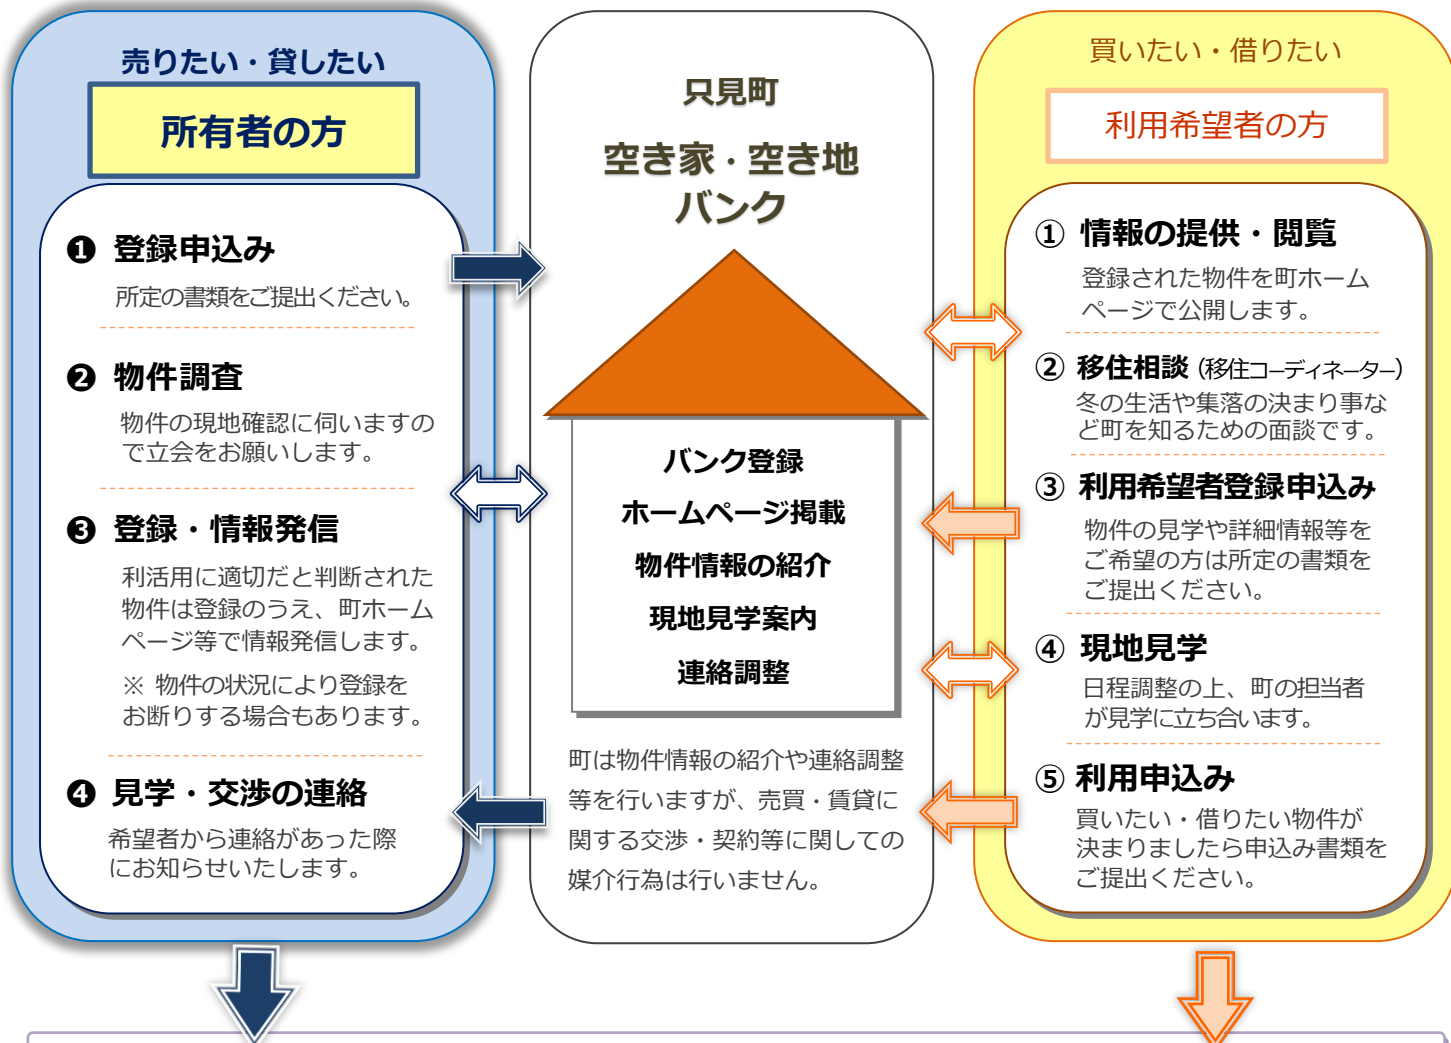 売りたい・貸したい
所有者の方
❶ 登録申込み
所定の書類をご提出ください。
❷ 物件調査
物件の現地確認に伺いますの
で立会をお願いします。
❸ 登録・情報発信
利活用に適切だと判断された
物件は登録のうえ、町ホーム
ページ等で情報発信します。
※ 物件の状況により登録を
お断りする場合もあります。
❹ 見学・交渉の連絡
希望者から連絡があった際
にお知らせいたします。
只見町
空き家・空き地
バンク
バンク登録
ホームページ掲載
物件情報の紹介
現地見学案内
連絡調整
町は物件情報の紹介や連絡調整
等を行いますが、売買・賃貸に
関する交渉・契約等に関しての
媒介行為は行いません。
買いたい・借りたい
利用希望者の方
① 情報の提供・閲覧
登録された物件を町ホーム
ページで公開します。
② 移住相談（移住コーディネーター）
冬の生活や集落の決まり事な
ど町を知るための面談です。
③ 利用希望者登録申込み
物件の見学や詳細情報等を
ご希望の方は所定の書類を
ご提出ください。
④ 現地見学
日程調整の上、町の担当者
が見学に立ち合います。
⑤ 利用申込み
買いたい・借りたい物件が
決まりましたら申込み書類を
ご提出ください。